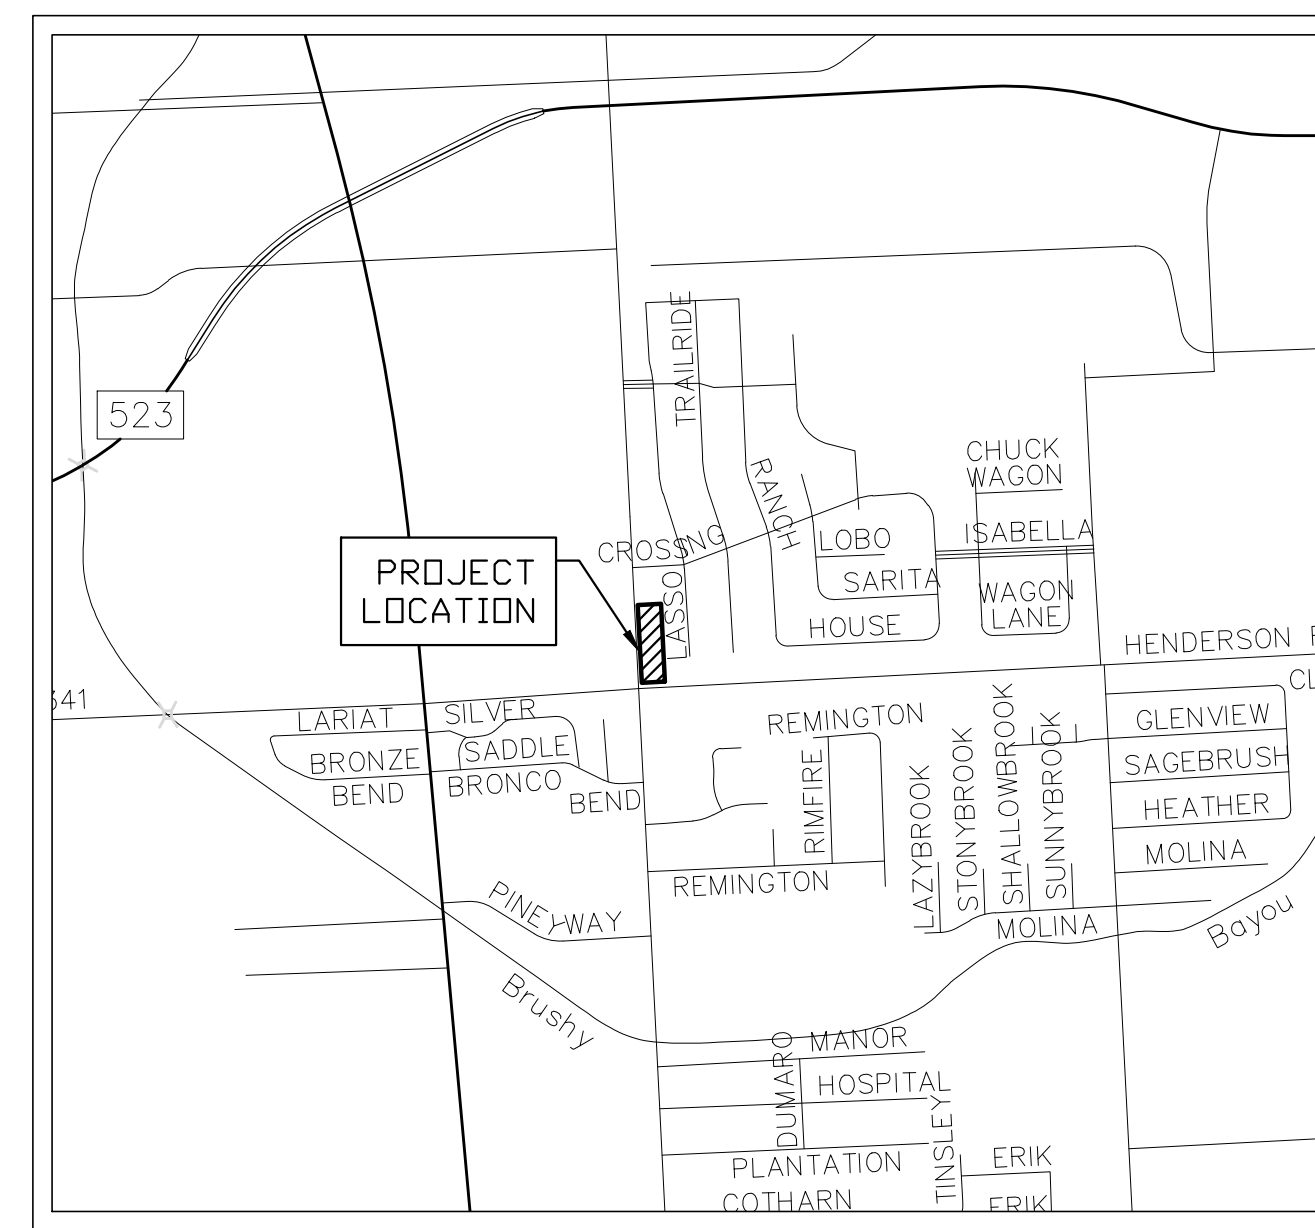 TRAILRIDE
523
RANCH
CHUCK
WAGON
CROSSING
LOBO
ISABELLA
PROJECT
LOCATION
LASSO
SARITA
WAGON
LANE
HOUSE
HENDERSON
LARIAT
SILVER
REMINGTON
GLENVIEW
BRONZE
SADDLE
SAGEBRUSH
BEND
BRONCO
BEND
RIMFIRE
LAZYBROOK
STONYBROOK
SHALLOWBROOK
SUNNYBROOK
HEATHER
MOLINA
REMINGTON
PINEYWAY
MOLINA
Bayou
Brushy
MANOR
DUMARO
HOSPITAL
TINSLEY
PLANTATION
ERIK
COTHARN
ERIK